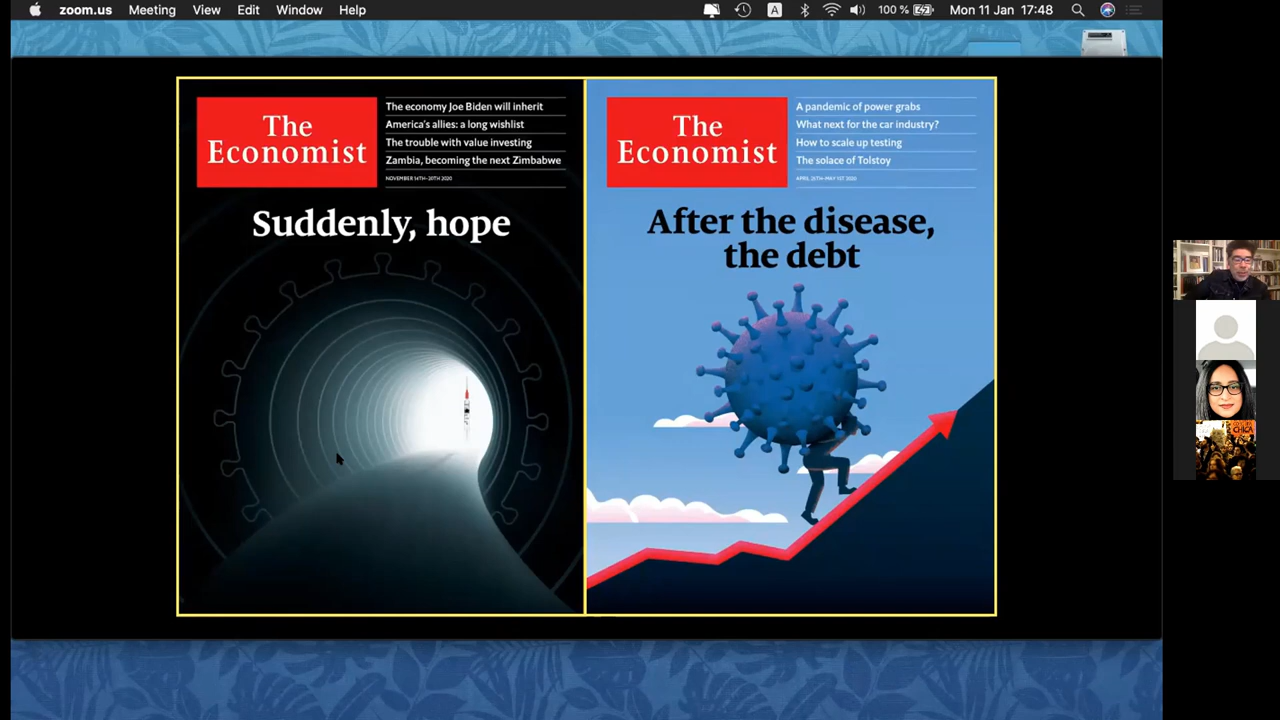 zoom.us Meeting View Edit Window Help
A 100 % Mon 11 Jan 17:48
The
Economist
The economy Joe Biden will inherit
America's allies: a long wishlist
The trouble with value investing
Zambia, becoming the next Zimbabwe
NOVEMBER 14TH–20TH 2020
Suddenly, hope
The
Economist
A pandemic of power grabs
What next for the car industry?
How to scale up testing
The solace of Tolstoy
APRIL 25TH–MAY 1ST 2020
After the disease,
the debt